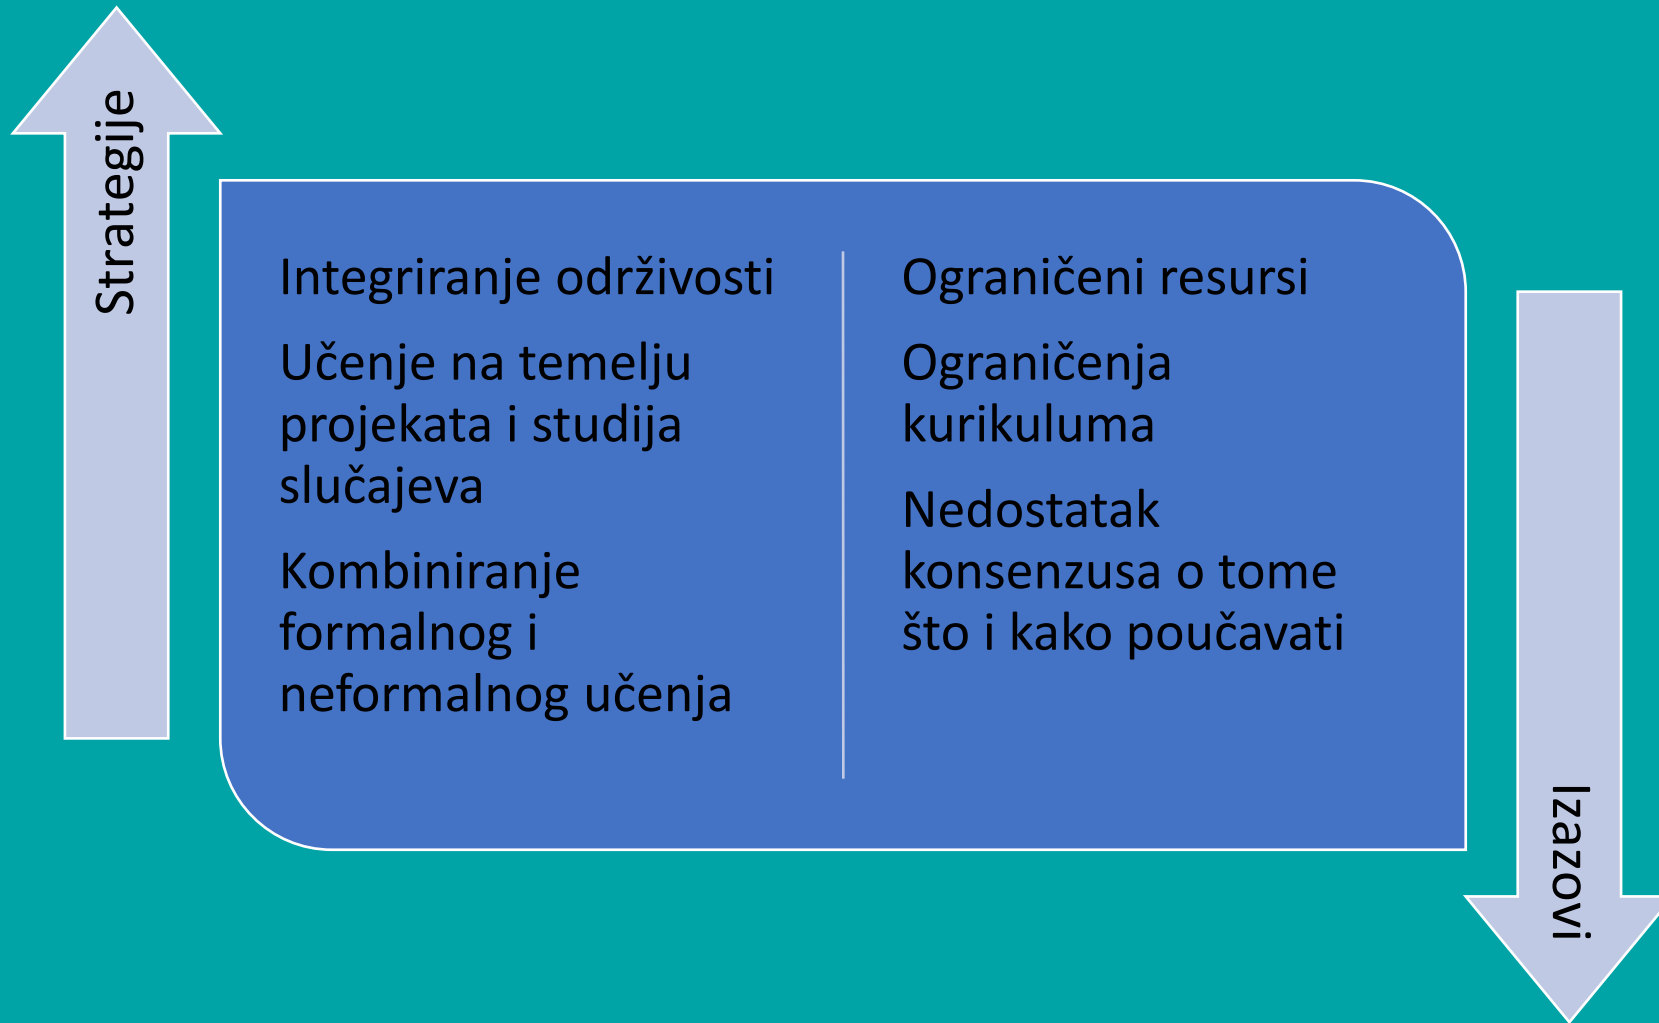 Strategije
Integriranje održivosti
Učenje na temelju
projekata i studija
slučajeva
Kombiniranje
formalnog i
neformalnog učenja
Ograničeni resursi
Ograničenja
kurikuluma
Nedostatak
konsenzusa o tome
što i kako poučavati
Izazovi